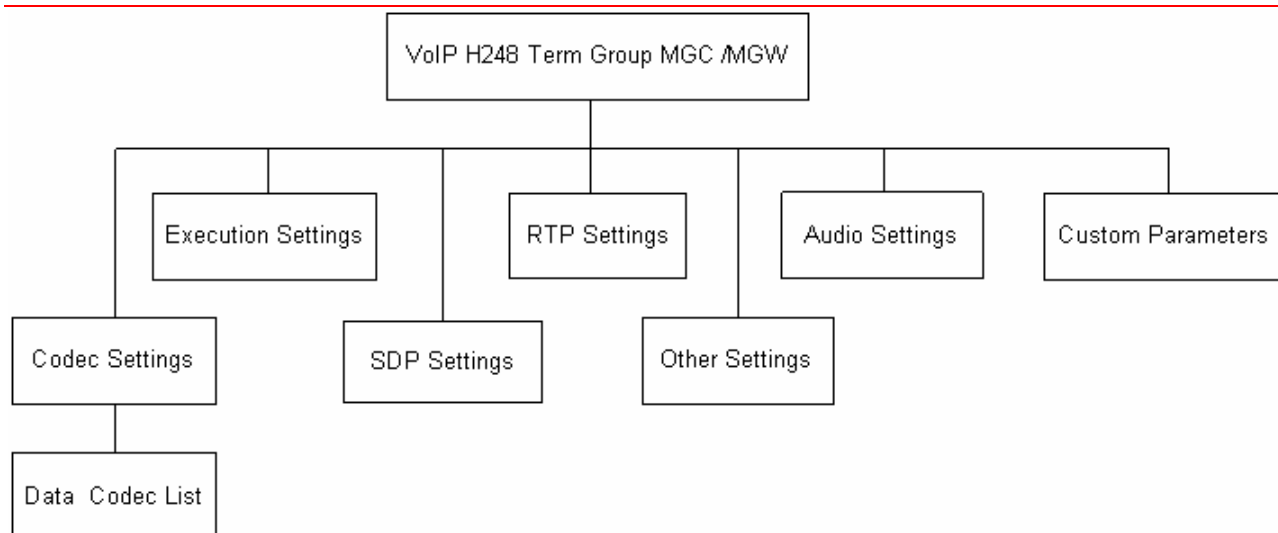 VoIP H248 Term Group MGC /MGW
Execution Settings
RTP Settings
Audio Settings
Custom Parameters
Codec Settings
SDP Settings
Other Settings
Data Codec List